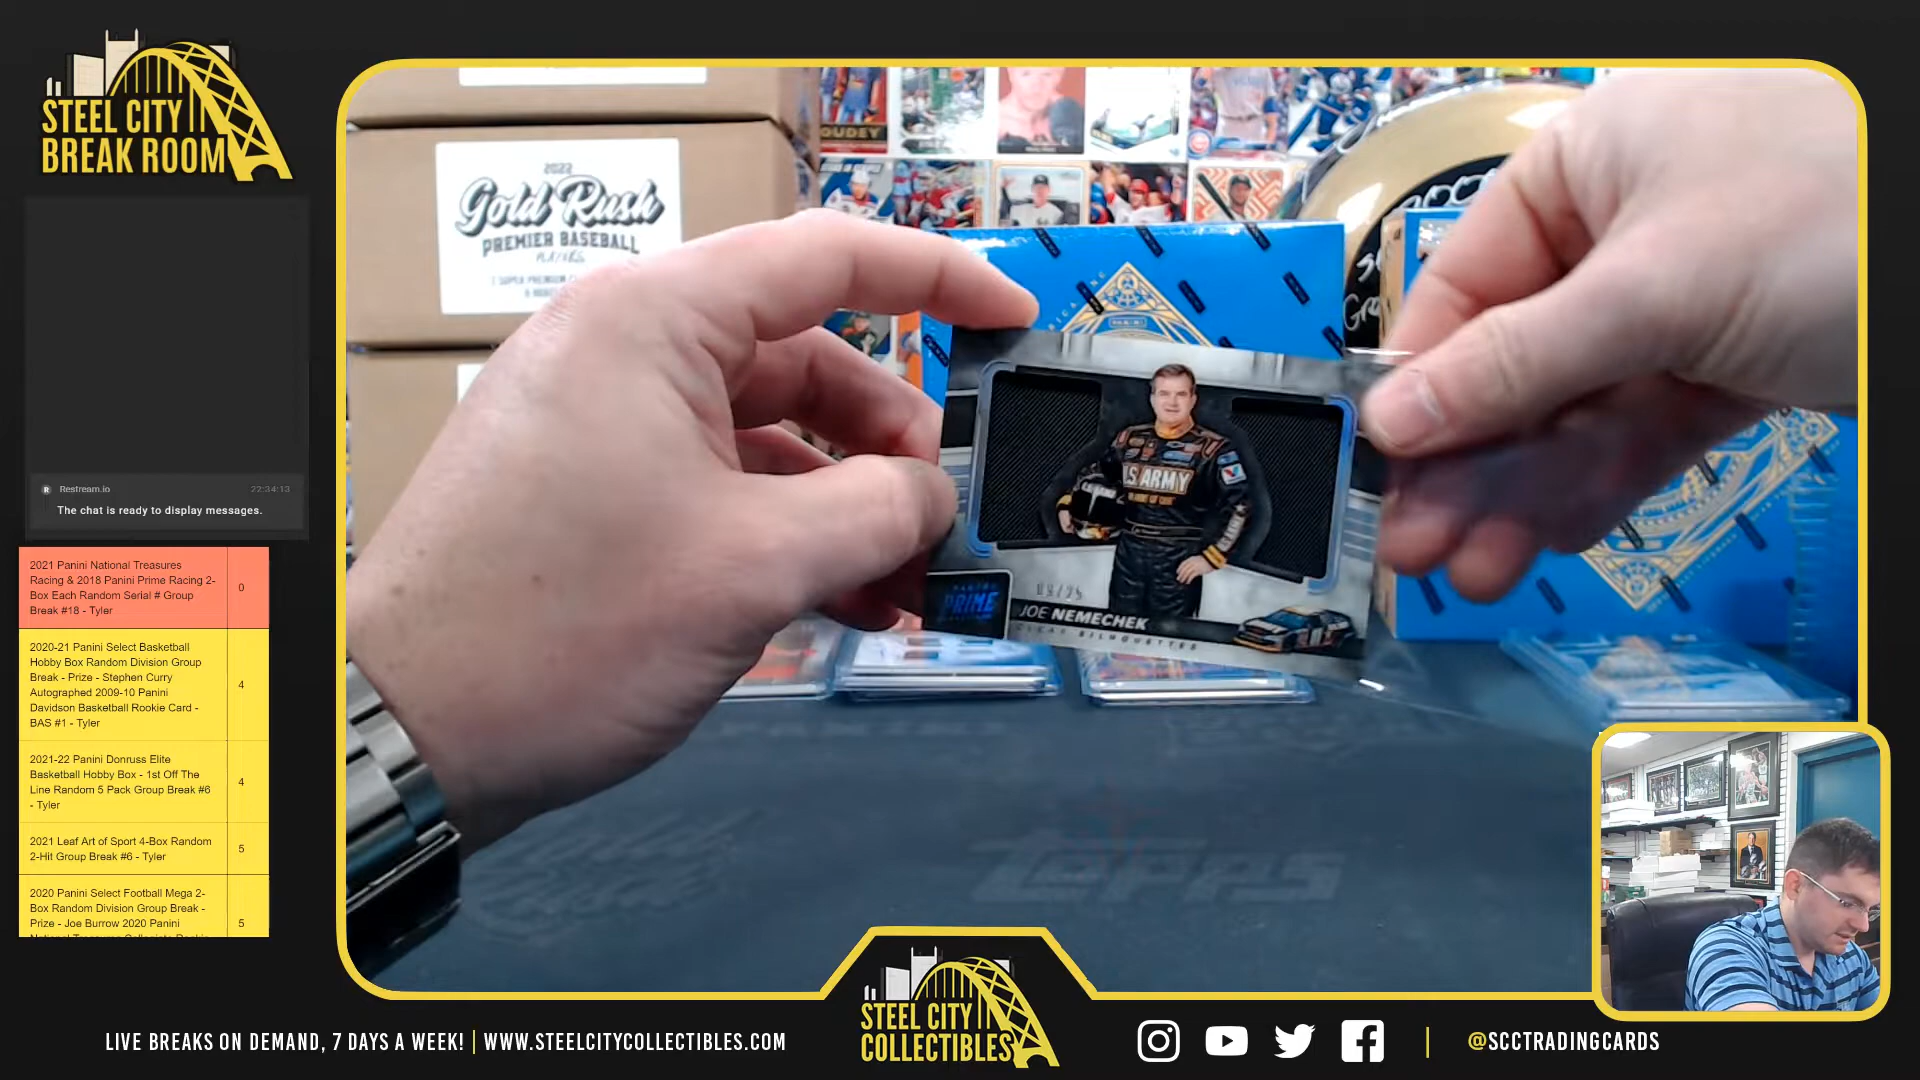 STEEL CITY
BREAK ROOM
Restream.io 22:34:13
The chat is ready to display messages.
2021 Panini National Treasures
Racing & 2018 Panini Prime Racing 2-
Box Each Random Serial # Group
Break #18 - Tyler
0
2020-21 Panini Select Basketball
Hobby Box Random Division Group
Break - Prize - Stephen Curry
Autographed 2009-10 Panini
Davidson Basketball Rookie Card -
BAS #1 - Tyler
4
2021-22 Panini Donruss Elite
Basketball Hobby Box - 1st Off The
Line Random 5 Pack Group Break #6
- Tyler
4
2021 Leaf Art of Sport 4-Box Random
2-Hit Group Break #6 - Tyler
5
2020 Panini Select Football Mega 2-
Box Random Division Group Break -
Prize - Joe Burrow 2020 Panini
5
2022
Gold Rush
PREMIER BASEBALL
OUDEY
.S ARMY
PANINI
PRIME
JOE NEMECHEK
CLEAR SILHOUETTES
Topps
STEEL CITY
COLLECTIBLES
LIVE BREAKS ON DEMAND, 7 DAYS A WEEK! | WWW.STEELCITYCOLLECTIBLES.COM
@SCCTRADINGCARDS